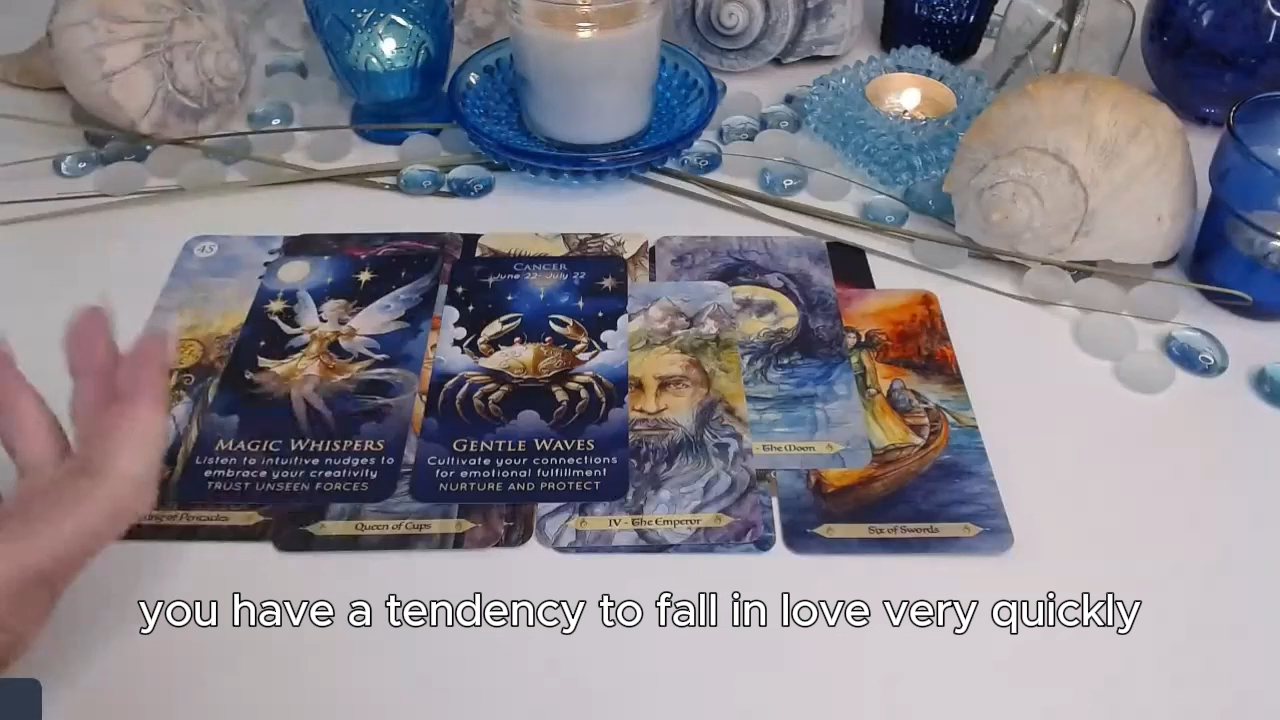 45
MAGIC WHISPERS
Listen to intuitive nudges to
embrace your creativity
TRUST UNSEEN FORCES
CANCER
June 22-July 22
GENTLE WAVES
Cultivate your connections
for emotional fulfillment
NURTURE AND PROTECT
- The Moon
of Pentacles
Queen of Cups
IV - The Emperor
Six of Swords
you have a tendency to fall in love very quickly